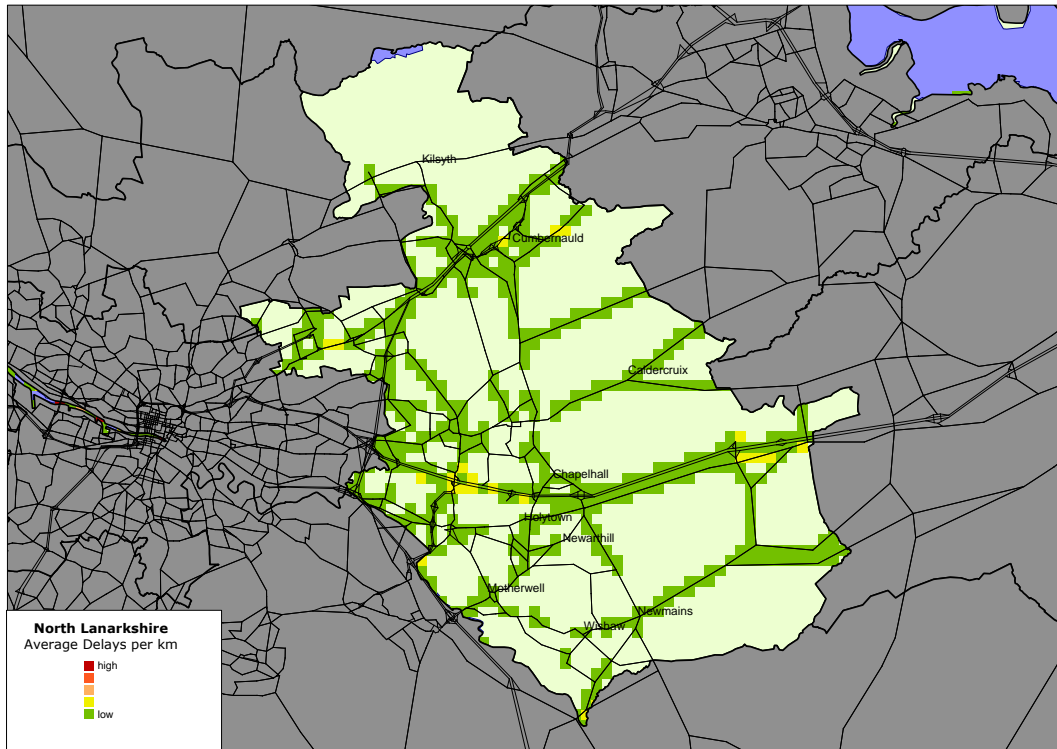 Kilsyth
Cumbernauld
Caldercruix
Chapelhall
Holytown
Newarthill
Motherwell
Newmains
Wishaw
North Lanarkshire
Average Delays per km
high
low